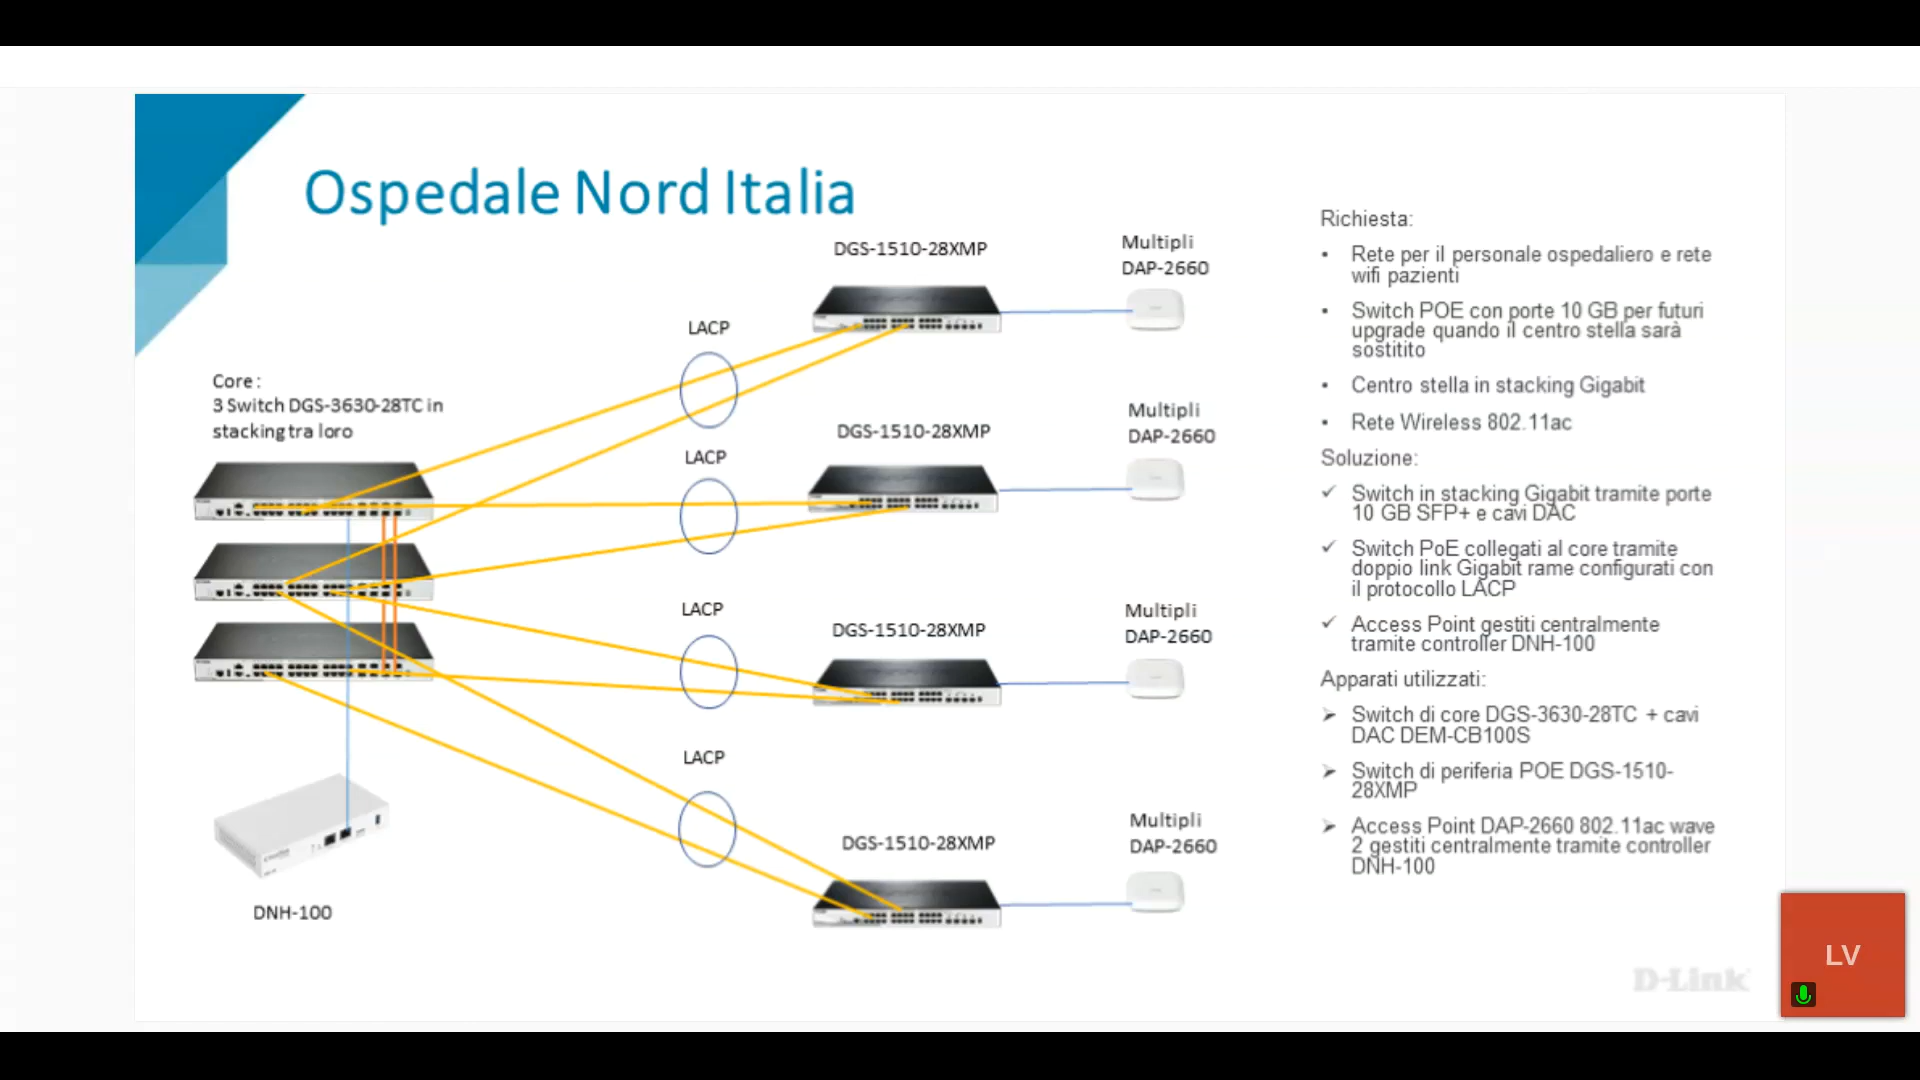 Ospedale Nord Italia
DGS-1510-28XMP
Multipli
DAP-2660
LACP
Core :
3 Switch DGS-3630-28TC in
stacking tra loro
DGS-1510-28XMP
Multipli
DAP-2660
LACP
LACP
DGS-1510-28XMP
Multipli
DAP-2660
LACP
DGS-1510-28XMP
Multipli
DAP-2660
DNH-100
Richiesta:
• Rete per il personale ospedaliero e rete
wifi pazienti
• Switch POE con porte 10 GB per futuri
upgrade quando il centro stella sarà
sostitito
• Centro stella in stacking Gigabit
• Rete Wireless 802.11ac
Soluzione:
✓ Switch in stacking Gigabit tramite porte
10 GB SFP+ e cavi DAC
✓ Switch PoE collegati al core tramite
doppio link Gigabit rame configurati con
il protocollo LACP
✓ Access Point gestiti centralmente
tramite controller DNH-100
Apparati utilizzati:
➢ Switch di core DGS-3630-28TC + cavi
DAC DEM-CB100S
➢ Switch di periferia POE DGS-1510-
28XMP
➢ Access Point DAP-2660 802.11ac wave
2 gestiti centralmente tramite controller
DNH-100
D-Link
LV